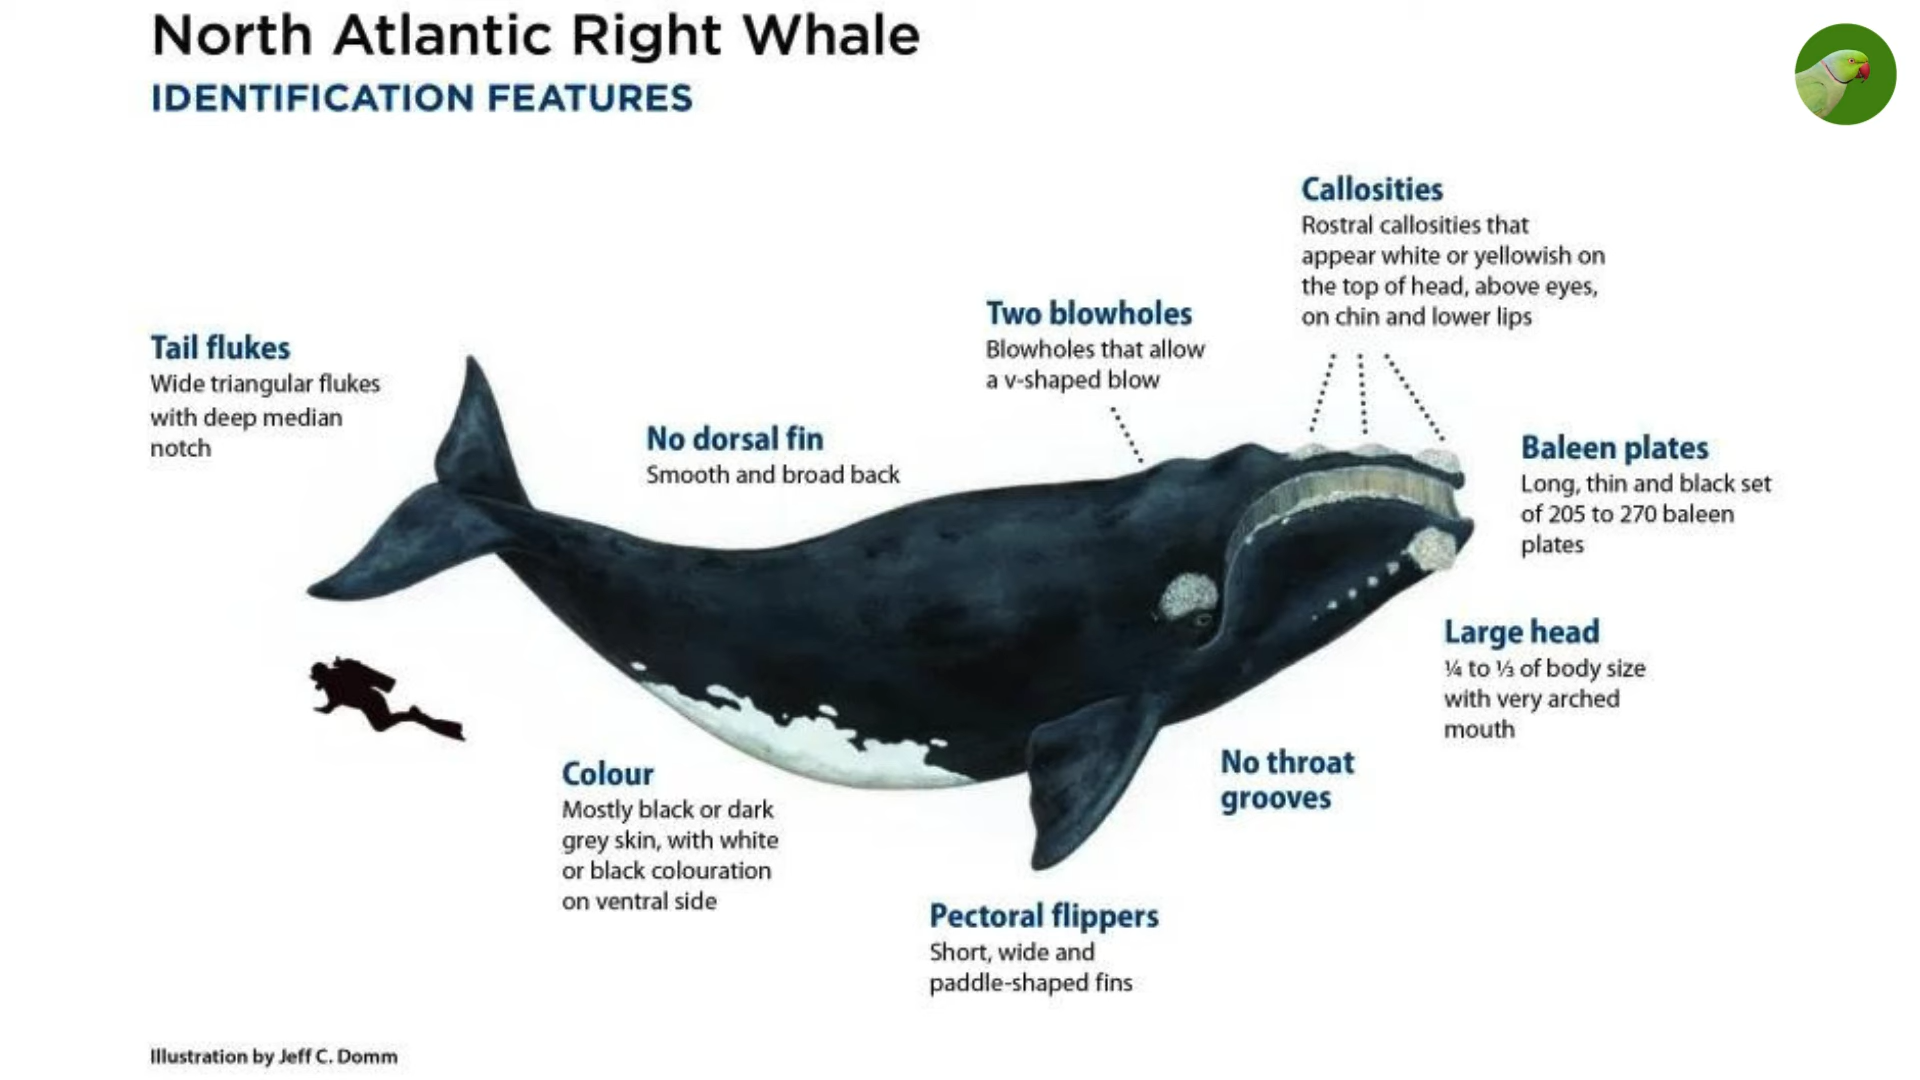 North Atlantic Right Whale
IDENTIFICATION FEATURES
Callosities
Rostral callosities that
appear white or yellowish on
the top of head, above eyes,
on chin and lower lips
Two blowholes
Blowholes that allow
a v-shaped blow
Tail flukes
Wide triangular flukes
with deep median
notch
No dorsal fin
Smooth and broad back
Baleen plates
Long, thin and black set
of 205 to 270 baleen
plates
Large head
¼ to ⅓ of body size
with very arched
mouth
No throat
grooves
Colour
Mostly black or dark
grey skin, with white
or black colouration
on ventral side
Pectoral flippers
Short, wide and
paddle-shaped fins
Illustration by Jeff C. Domm